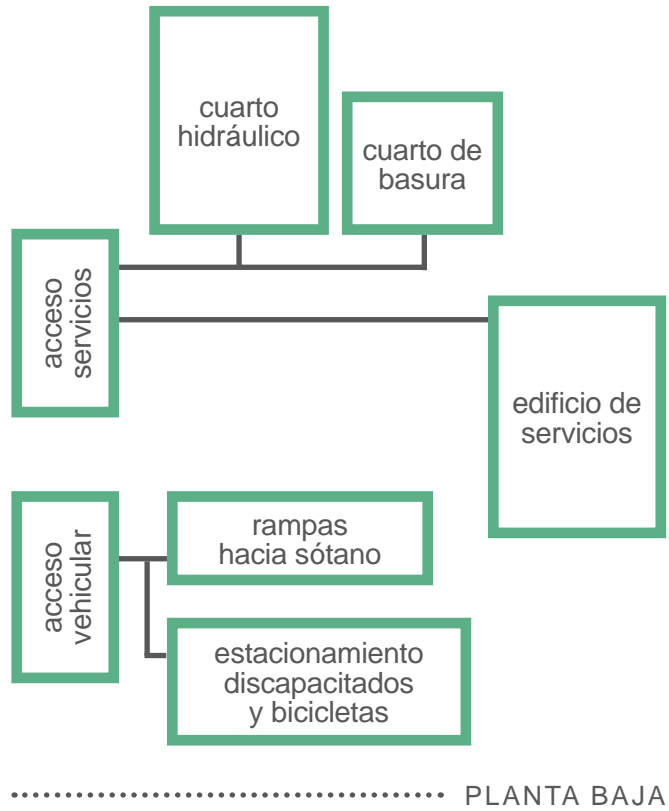 cuarto
hidráulico
cuarto de
basura
acceso
servicios
edificio de
servicios
acceso
vehicular
rampas
hacia sótano
estacionamiento
discapacitados
y bicicletas
PLANTA BAJA